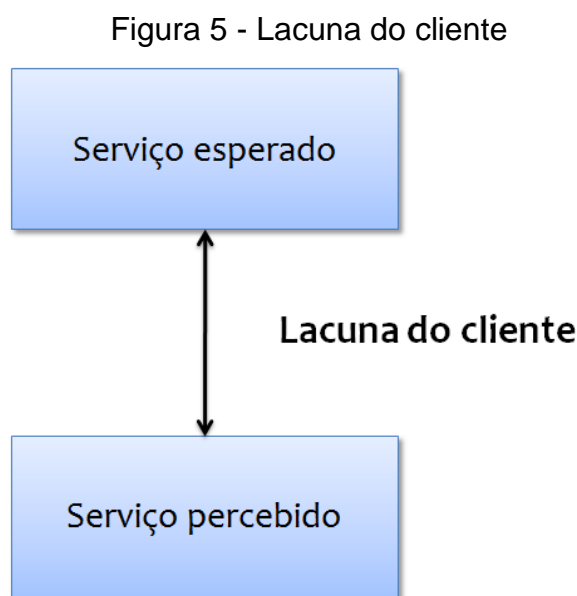 Figura 5 - Lacuna do cliente
Serviço esperado
Lacuna do cliente
Serviço percebido